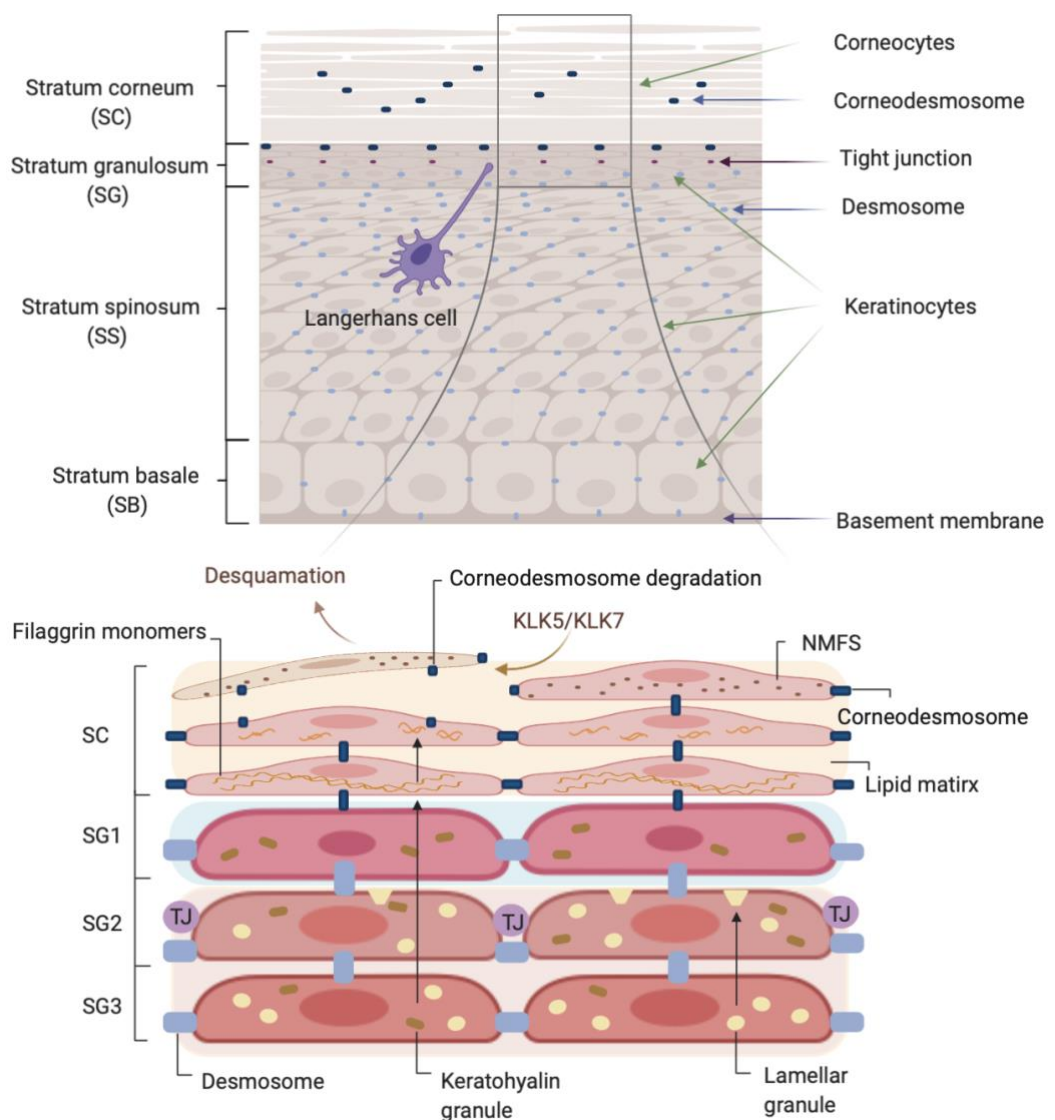 Stratum corneum
(SC)
Stratum granulosum
(SG)
Stratum spinosum
(SS)
Stratum basale
(SB)
Langerhans cell
Corneocytes
Corneodesmosome
Tight junction
Desmosome
Keratinocytes
Basement membrane
Desquamation
Corneodesmosome degradation
Filaggrin monomers
KLK5/KLK7
NMFS
Corneodesmosome
SC
Lipid matirx
SG1
SG2
TJ
TJ
TJ
SG3
Desmosome
Keratohyalin
granule
Lamellar
granule